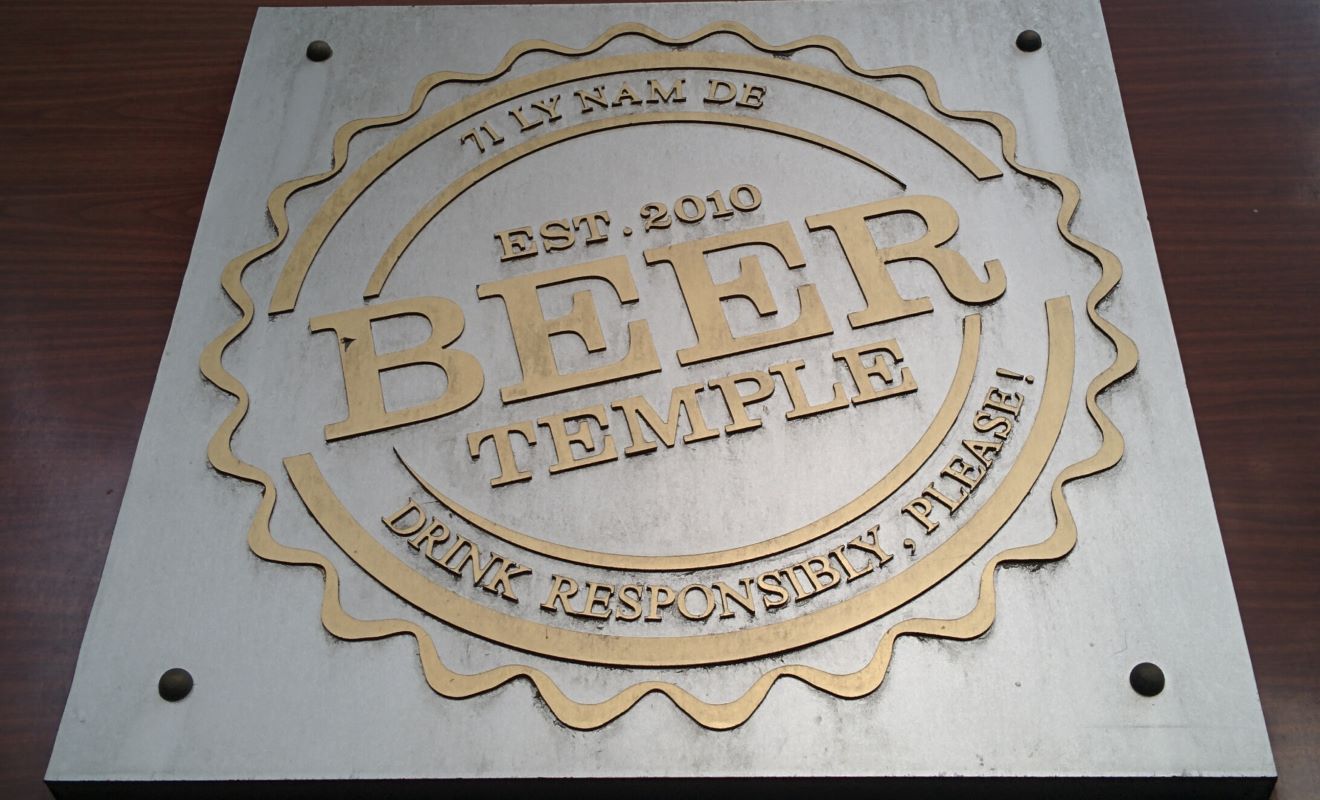 71 LY NAM DE
EST. 2010
BEER
TEMPLE
DRINK RESPONSIBLY, PLEASE!